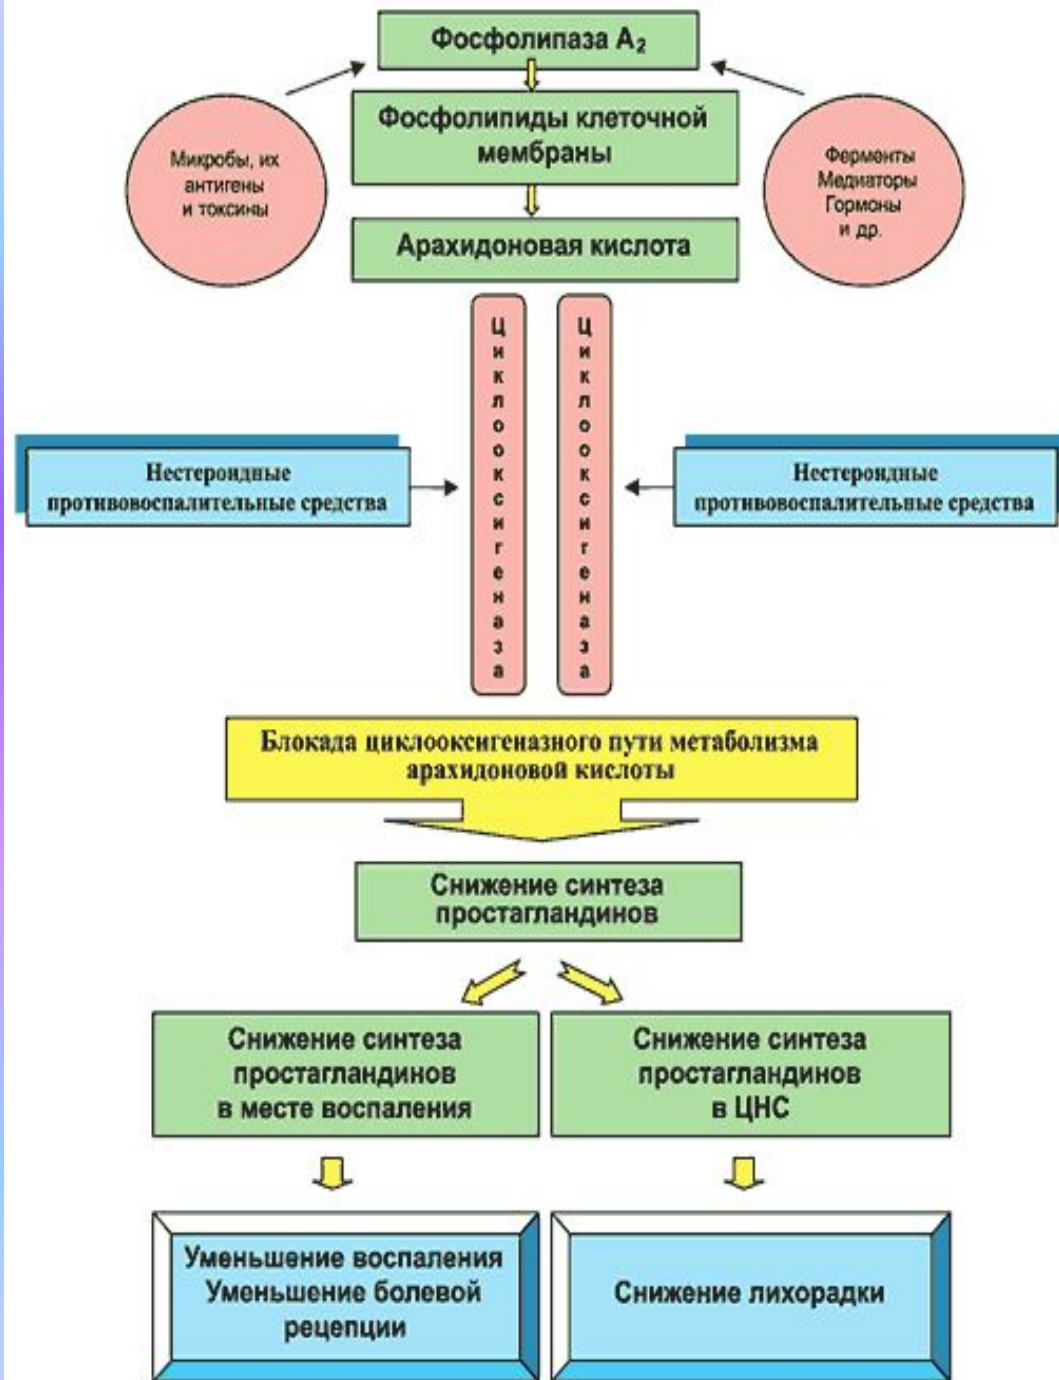 Фосфолипаза А₂
Фосфолипиды клеточной
мембраны
Микробы, их
антигены
и токсины
Ферменты
Медиаторы
Гормоны
и др.
Арахидоновая кислота
Циклооксигеназа
Циклооксигеназа
Нестероидные
противовоспалительные средства
Нестероидные
противовоспалительные средства
Блокада циклооксигеназного пути метаболизма
арахидоновой кислоты
Снижение синтеза
простагландинов
Снижение синтеза
простагландинов
в месте воспаления
Снижение синтеза
простагландинов
в ЦНС
Уменьшение воспаления
Уменьшение болевой
рецепции
Снижение лихорадки